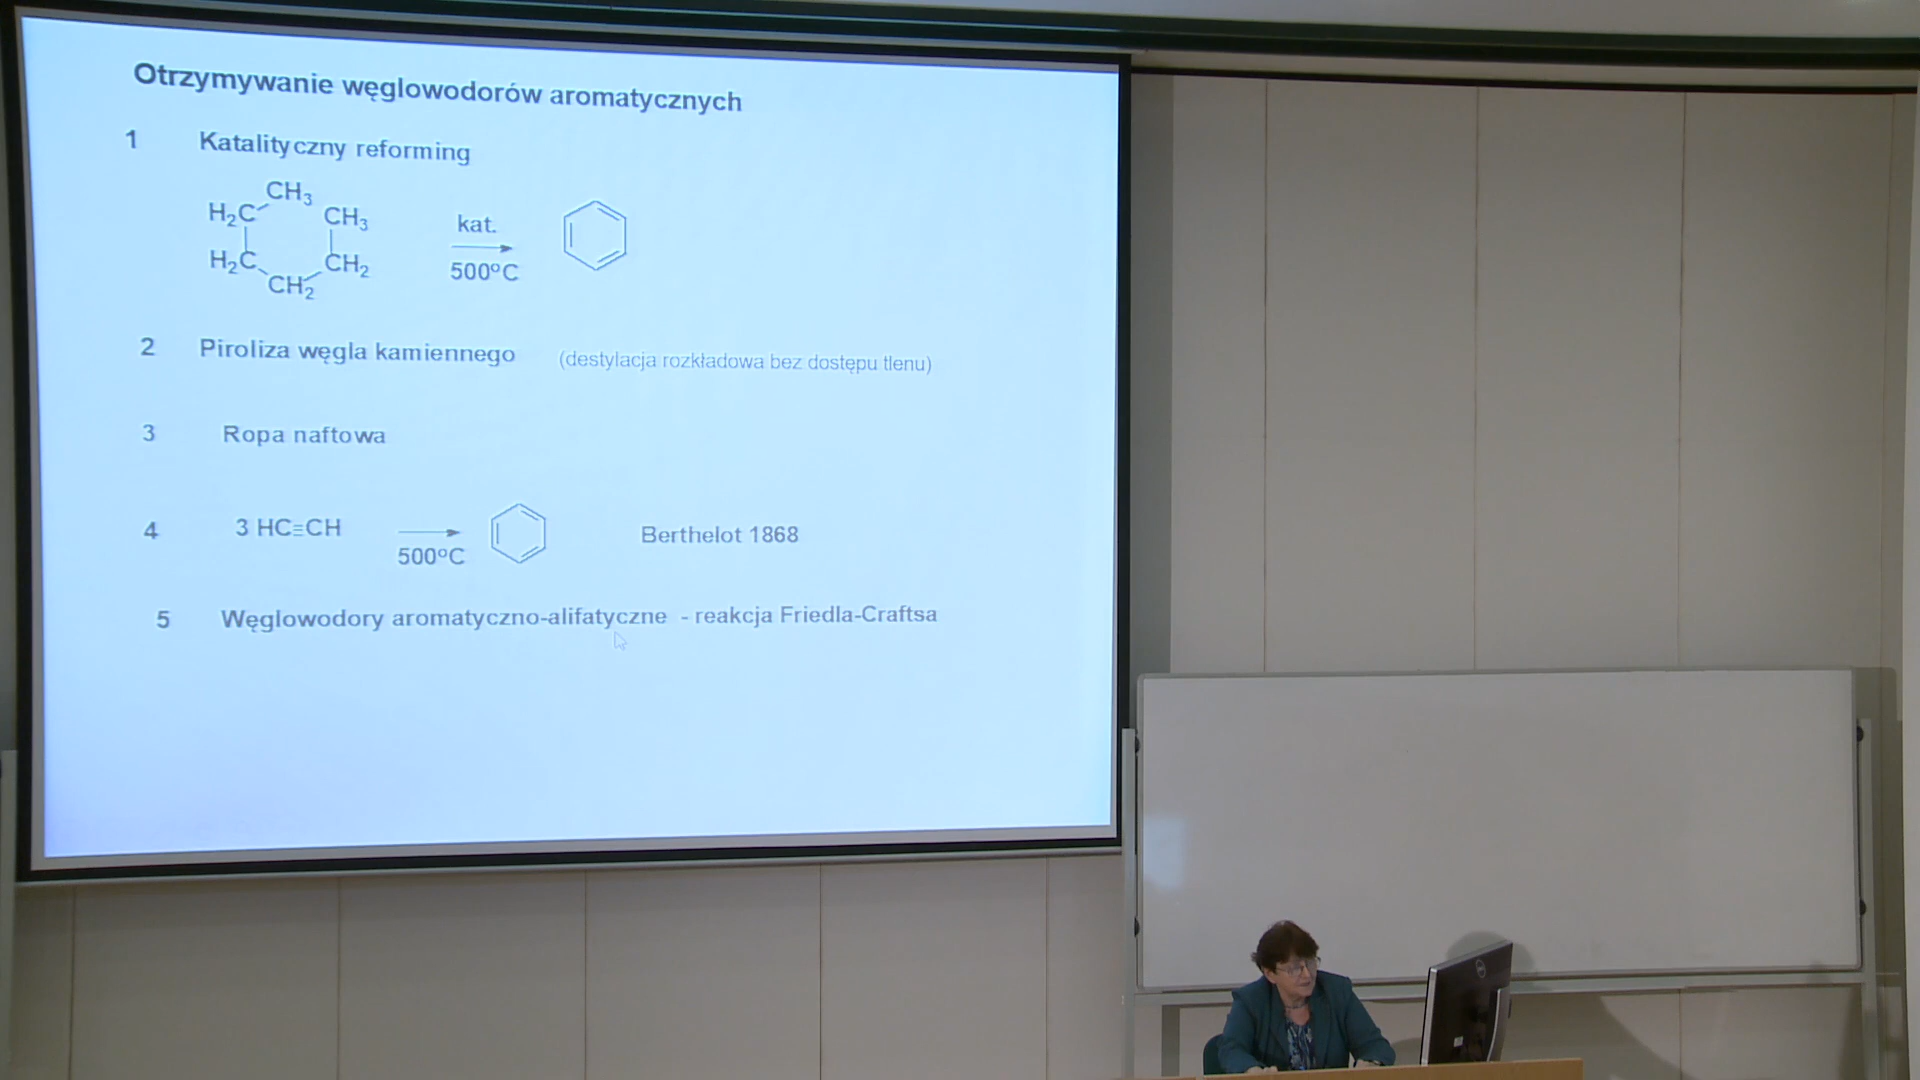 Otrzymywanie węglowodorów aromatycznych
1 Katalityczny reforming
CH₃
H₂C CH₃
kat.
H₂C CH₂
500°C
CH₂
2 Piroliza węgla kamiennego (destylacja rozkładowa bez dostępu tlenu)
3 Ropa naftowa
4 3 HC≡CH Berthelot 1868
500°C
5 Węglowodory aromatyczno-alifatyczne - reakcja Friedla-Craftsa